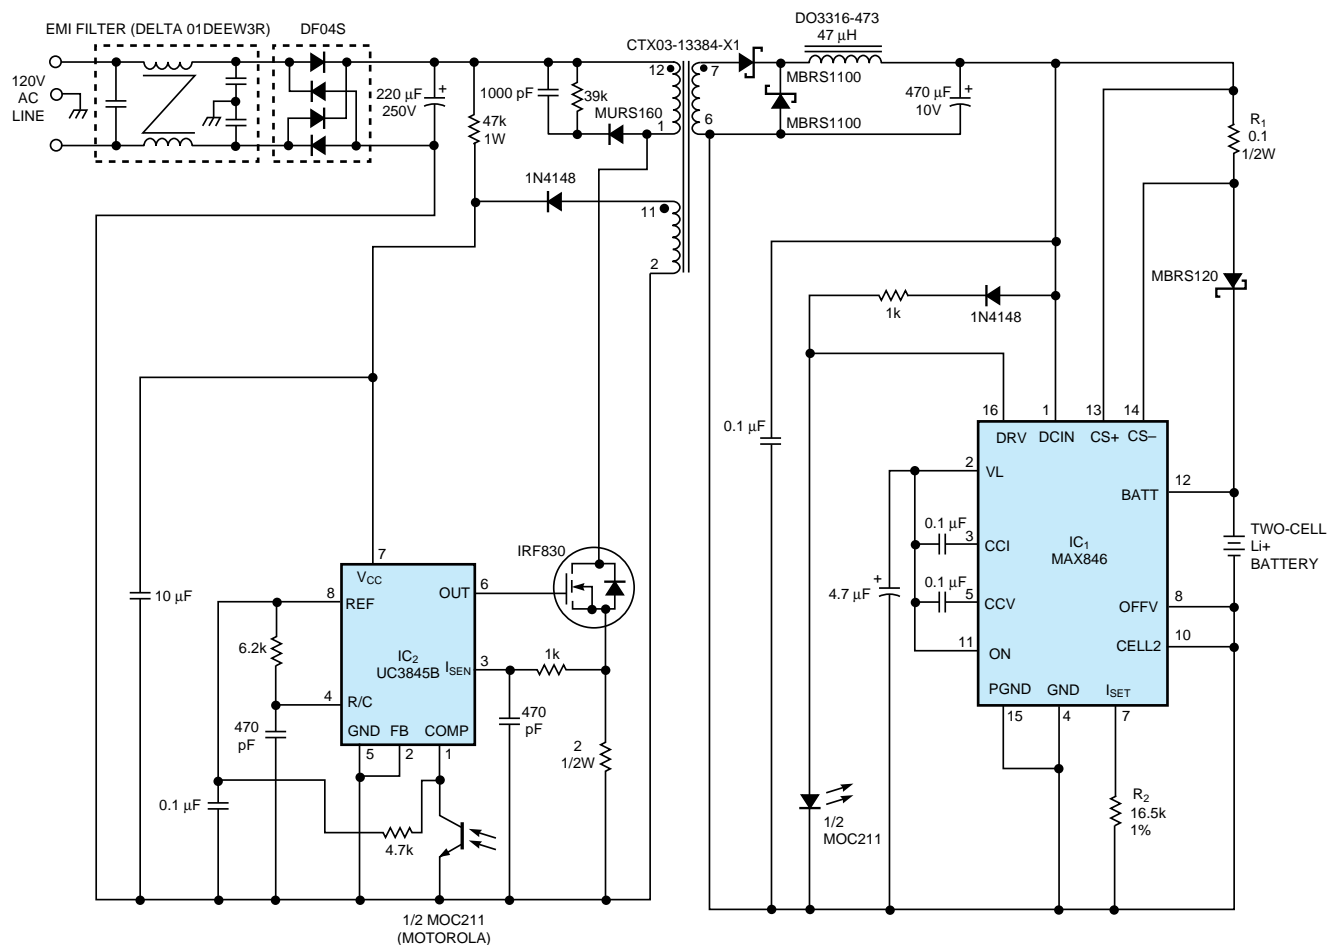 EMI FILTER (DELTA 01DEEW3R)
DF04S
120V
AC
LINE
220 µF
250V
+
47k
1W
1000 pF
39k
MURS160
CTX03-13384-X1
12
1
7
6
DO3316-473
47 µH
MBRS1100
MBRS1100
470 µF
10V
+
R1
0.1
1/2W
1N4148
11
2
MBRS120
1k
1N4148
0.1 µF
16
1
13
14
DRV
DCIN
CS+
CS–
2
VL
0.1 µF
3
CCI
IC1
MAX846
BATT
12
TWO-CELL
Li+
BATTERY
+
4.7 µF
0.1 µF
5
CCV
OFFV
8
11
ON
CELL2
10
PGND
GND
ISET
15
4
7
R2
16.5k
1%
1/2
MOC211
IRF830
7
VCC
10 µF
8
REF
OUT
6
6.2k
IC2
UC3845B
ISEN
3
1k
4
R/C
470
pF
GND
FB
COMP
5
2
1
470
pF
2
1/2W
0.1 µF
4.7k
1/2 MOC211
(MOTOROLA)